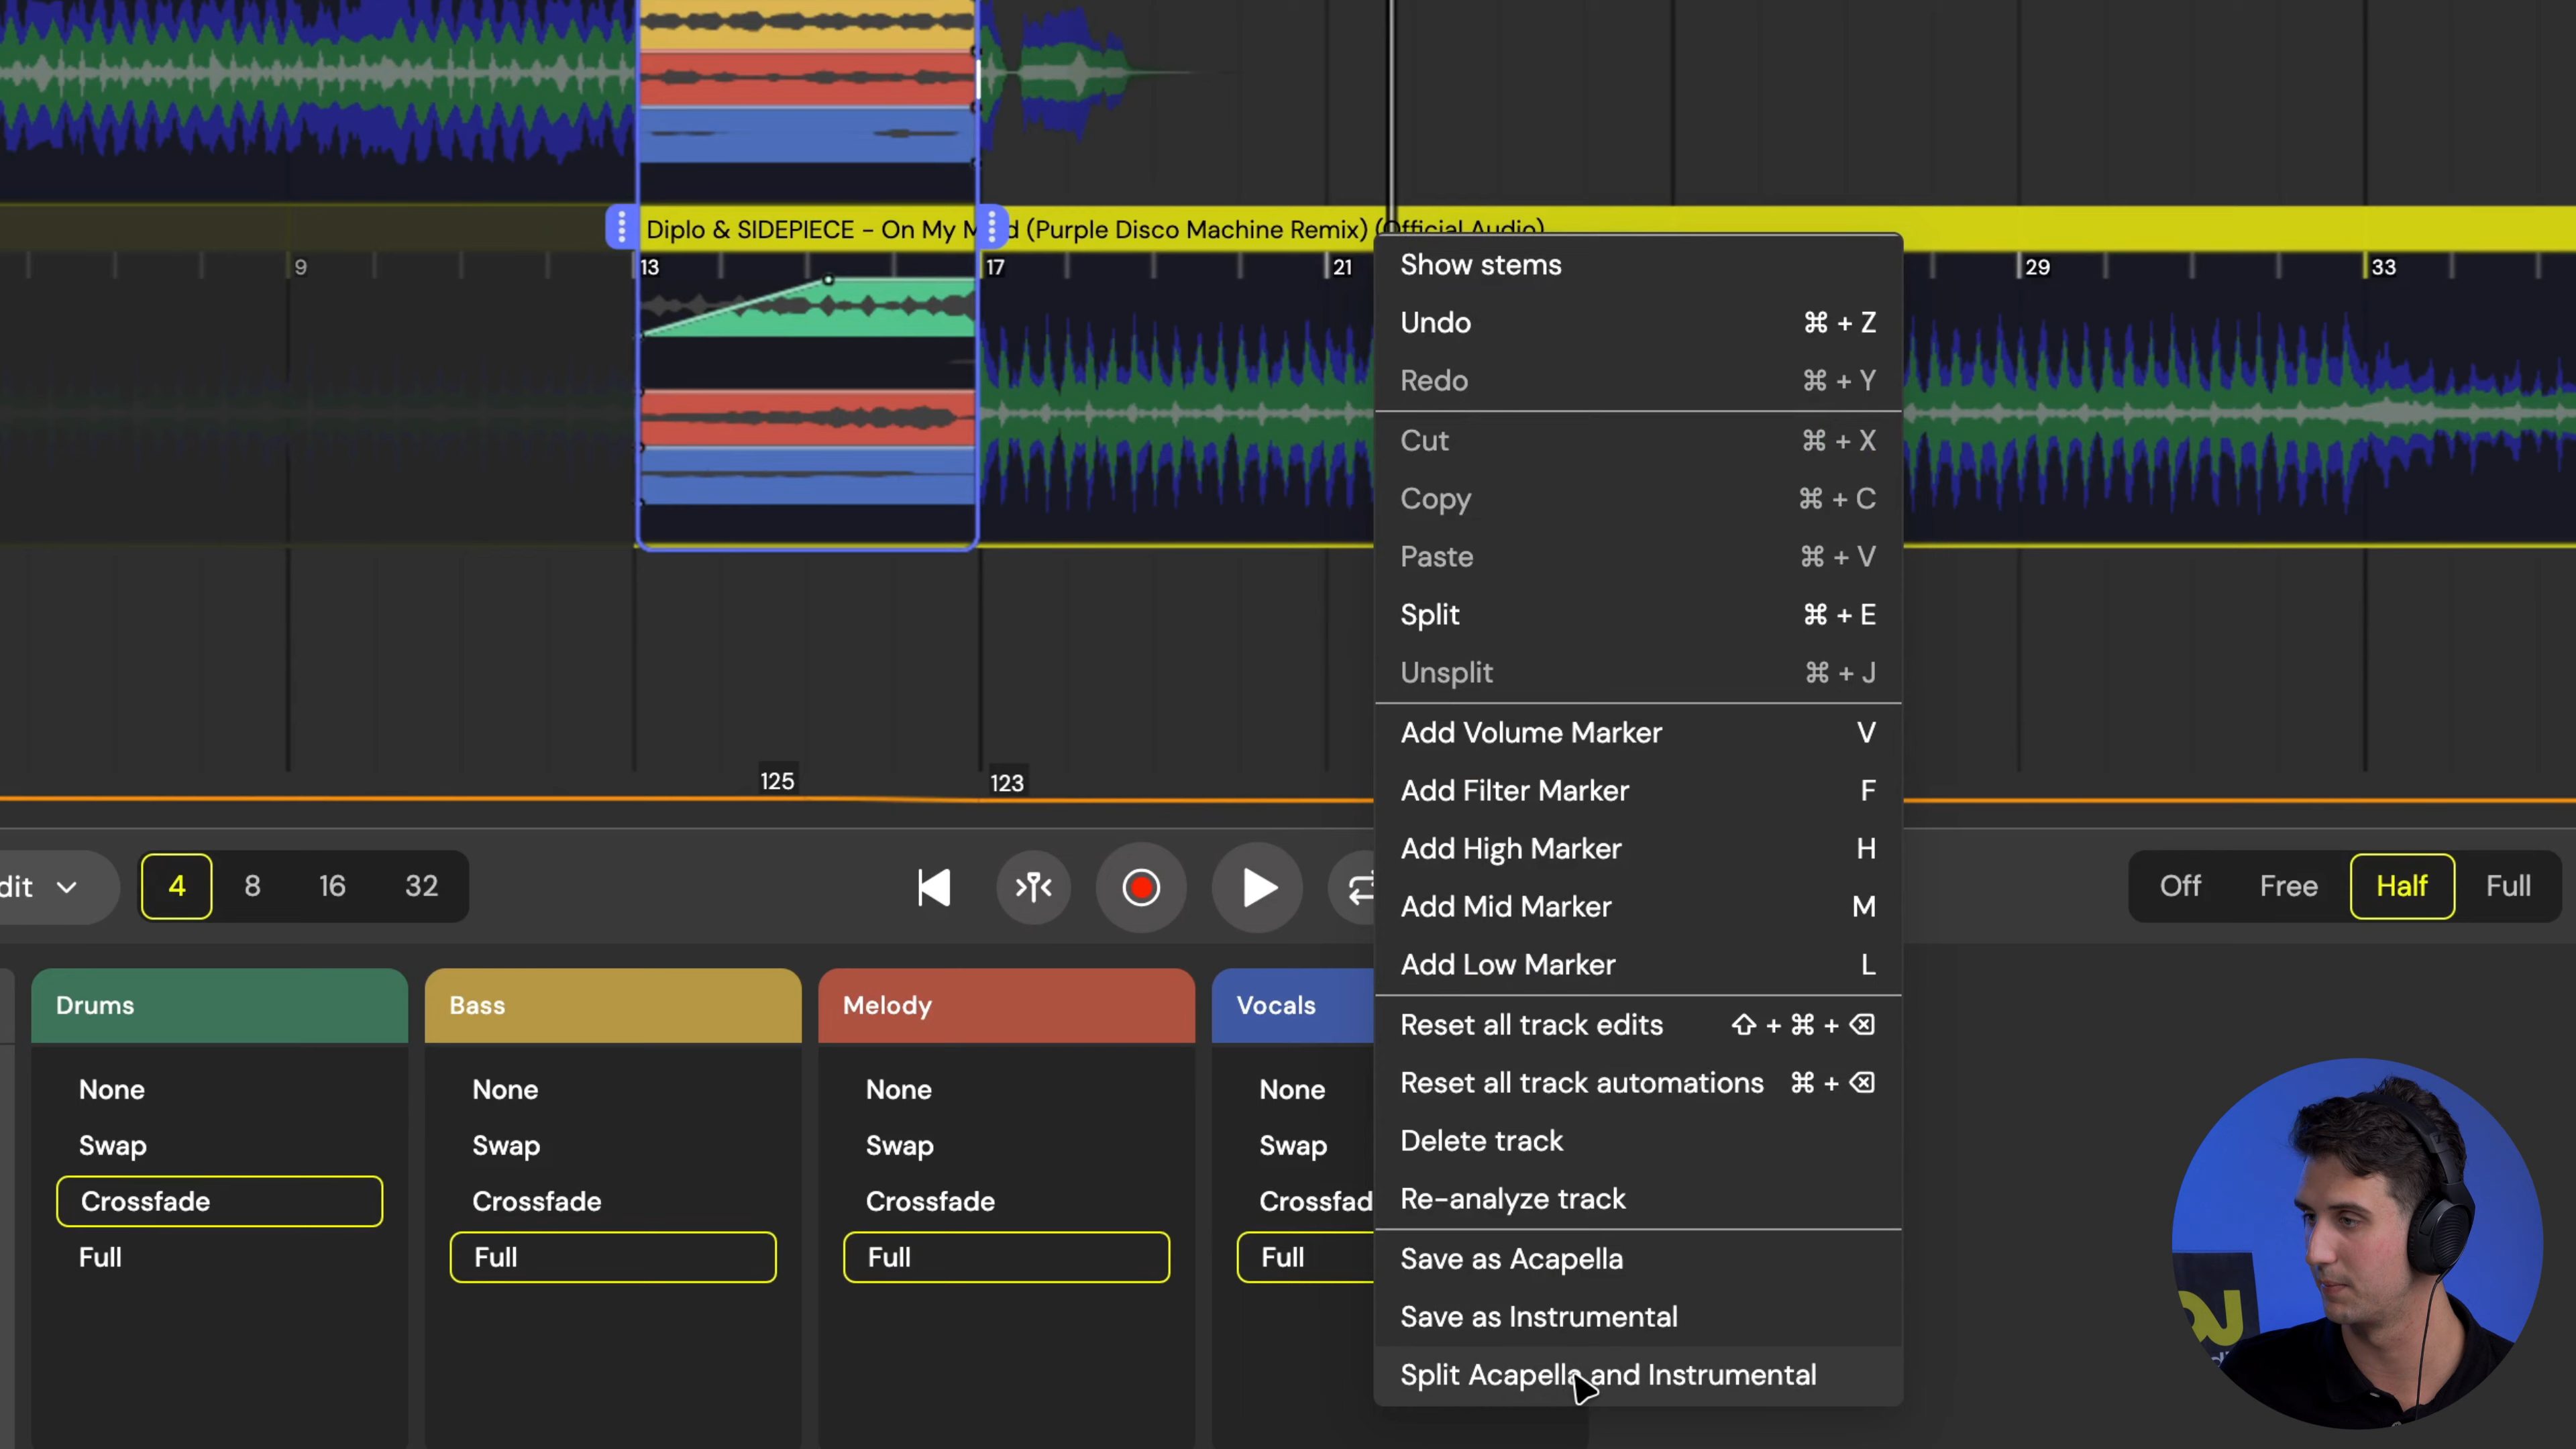 Diplo & SIDEPIECE - On My M d (Purple Disco Machine Remix) (Official Audio)
9
13
17
21
29
33
Show stems
Undo ⌘ + Z
Redo ⌘ + Y
Cut ⌘ + X
Copy ⌘ + C
Paste ⌘ + V
Split ⌘ + E
Unsplit ⌘ + J
Add Volume Marker V
Add Filter Marker F
Add High Marker H
Add Mid Marker M
Add Low Marker L
Reset all track edits ⇧ + ⌘ + ⌫
Reset all track automations ⌘ + ⌫
Delete track
Re-analyze track
Save as Acapella
Save as Instrumental
Split Acapella and Instrumental
125
123
dit
4 8 16 32
Off Free Half Full
Drums
None
Swap
Crossfade
Full
Bass
None
Swap
Crossfade
Full
Melody
None
Swap
Crossfade
Full
Vocals
None
Swap
Crossfad
Full